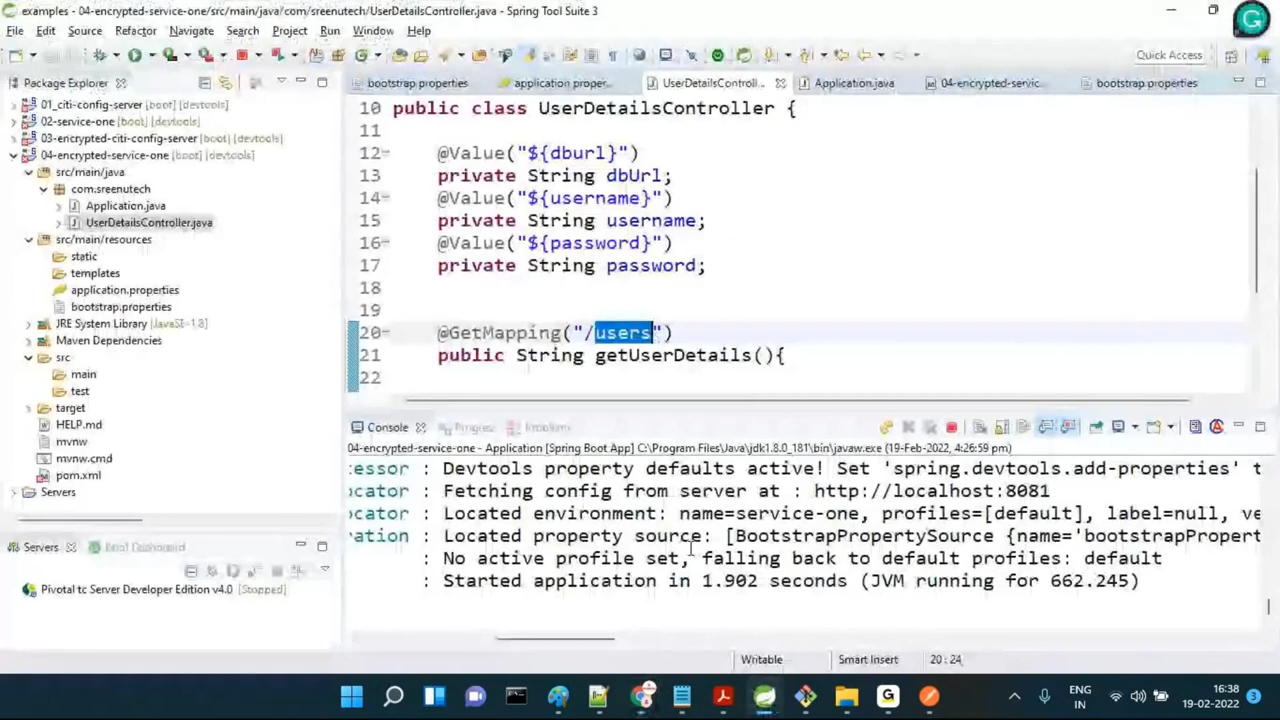 examples - 04-encrypted-service-one/src/main/java/com/sreenutech/UserDetailsController.java - Spring Tool Suite 3
File Edit Source Refactor Navigate Search Project Run Window Help
Quick Access
Package Explorer
01_citi-config-server [boot] [devtools]
02-service-one [boot] [devtools]
03-encrypted-citi-config-server [boot] [devtools]
04-encrypted-service-one [boot] [devtools]
src/main/java
com.sreenutech
Application.java
UserDetailsController.java
src/main/resources
static
templates
application.properties
bootstrap.properties
JRE System Library
Maven Dependencies
src
main
test
target
HELP.md
mvnw
mvnw.cmd
pom.xml
Servers
Servers Boot Dashboard
Pivotal tc Server Developer Edition v4.0 [Stopped]
bootstrap.properties application proper... UserDetailsControll... Application.java 04-encrypted-servic... bootstrap.properties
10 public class UserDetailsController {
11
12 @Value("${dburl}")
13 private String dbUrl;
14 @Value("${username}")
15 private String username;
16 @Value("${password}")
17 private String password;
18
19
20 @GetMapping("/users")
21 public String getUserDetails(){
22
Console Progress Problems
04-encrypted-service-one - Application [Spring Boot App] C:\Program Files\Java\jdk1.8.0_181\bin\javaw.exe (19-Feb-2022, 4:26:59 pm)
essor : Devtools property defaults active! Set 'spring.devtools.add-properties' t
ocator : Fetching config from server at : http://localhost:8081
ocator : Located environment: name=service-one, profiles=[default], label=null, ve
ation : Located property source: [BootstrapPropertySource {name='bootstrapPropert
: No active profile set, falling back to default profiles: default
: Started application in 1.902 seconds (JVM running for 662.245)
Writable Smart Insert 20 : 24
ENG
IN
16:38
19-02-2022
3